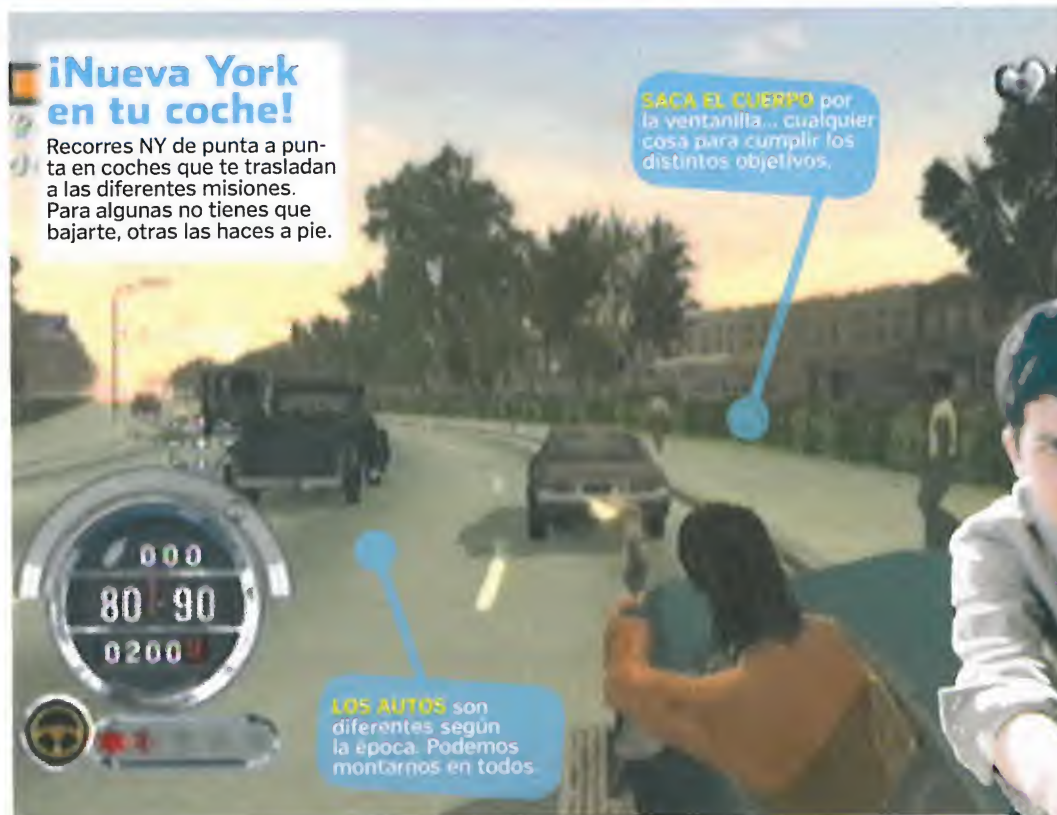 ¡Nueva York
en tu coche!
Recorres NY de punta a pun-
ta en coches que te trasladan
a las diferentes misiones.
Para algunas no tienes que
bajarte, otras las haces a pie.
SACA EL CUERPO por
la ventanilla... cualquier
cosa para cumplir los
distintos objetivos.
000
80 90
0200
LOS AUTOS son
diferentes según
la época. Podemos
montarnos en todos.